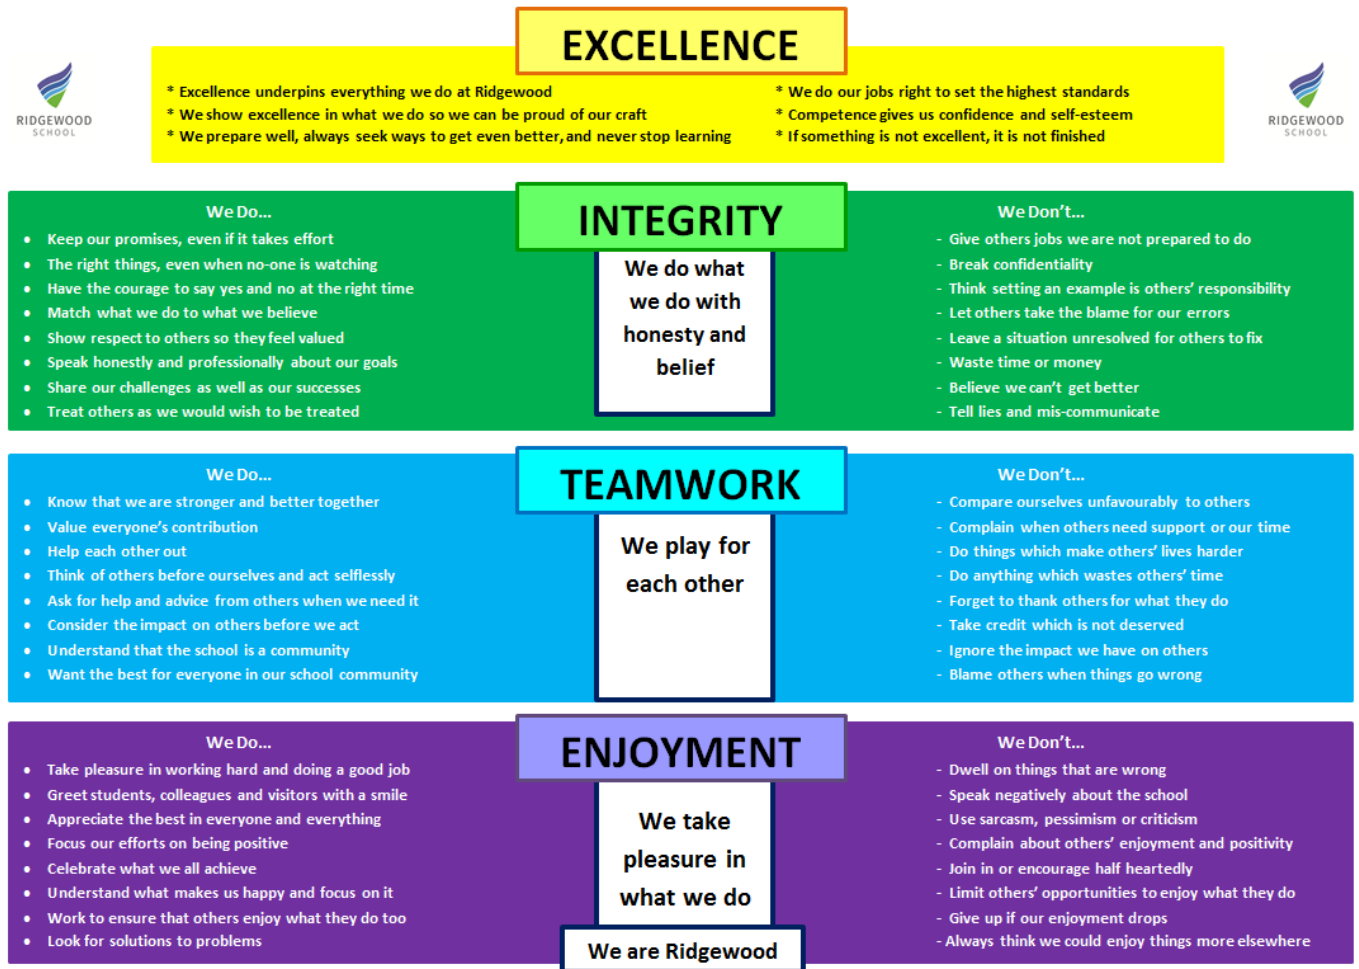 EXCELLENCE
RIDGEWOOD
SCHOOL
* Excellence underpins everything we do at Ridgewood
* We show excellence in what we do so we can be proud of our craft
* We prepare well, always seek ways to get even better, and never stop learning
* We do our jobs right to set the highest standards
* Competence gives us confidence and self-esteem
* If something is not excellent, it is not finished
RIDGEWOOD
SCHOOL
INTEGRITY
We Do...
• Keep our promises, even if it takes effort
• The right things, even when no-one is watching
• Have the courage to say yes and no at the right time
• Match what we do to what we believe
• Show respect to others so they feel valued
• Speak honestly and professionally about our goals
• Share our challenges as well as our successes
• Treat others as we would wish to be treated
We do what
we do with
honesty and
belief
We Don't...
- Give others jobs we are not prepared to do
- Break confidentiality
- Think setting an example is others' responsibility
- Let others take the blame for our errors
- Leave a situation unresolved for others to fix
- Waste time or money
- Believe we can't get better
- Tell lies and mis-communicate
TEAMWORK
We Do...
• Know that we are stronger and better together
• Value everyone's contribution
• Help each other out
• Think of others before ourselves and act selflessly
• Ask for help and advice from others when we need it
• Consider the impact on others before we act
• Understand that the school is a community
• Want the best for everyone in our school community
We play for
each other
We Don't...
- Compare ourselves unfavourably to others
- Complain when others need support or our time
- Do things which make others' lives harder
- Do anything which wastes others' time
- Forget to thank others for what they do
- Take credit which is not deserved
- Ignore the impact we have on others
- Blame others when things go wrong
ENJOYMENT
We Do...
• Take pleasure in working hard and doing a good job
• Greet students, colleagues and visitors with a smile
• Appreciate the best in everyone and everything
• Focus our efforts on being positive
• Celebrate what we all achieve
• Understand what makes us happy and focus on it
• Work to ensure that others enjoy what they do too
• Look for solutions to problems
We take
pleasure in
what we do
We Don't...
- Dwell on things that are wrong
- Speak negatively about the school
- Use sarcasm, pessimism or criticism
- Complain about others' enjoyment and positivity
- Join in or encourage half heartedly
- Limit others' opportunities to enjoy what they do
- Give up if our enjoyment drops
- Always think we could enjoy things more elsewhere
We are Ridgewood